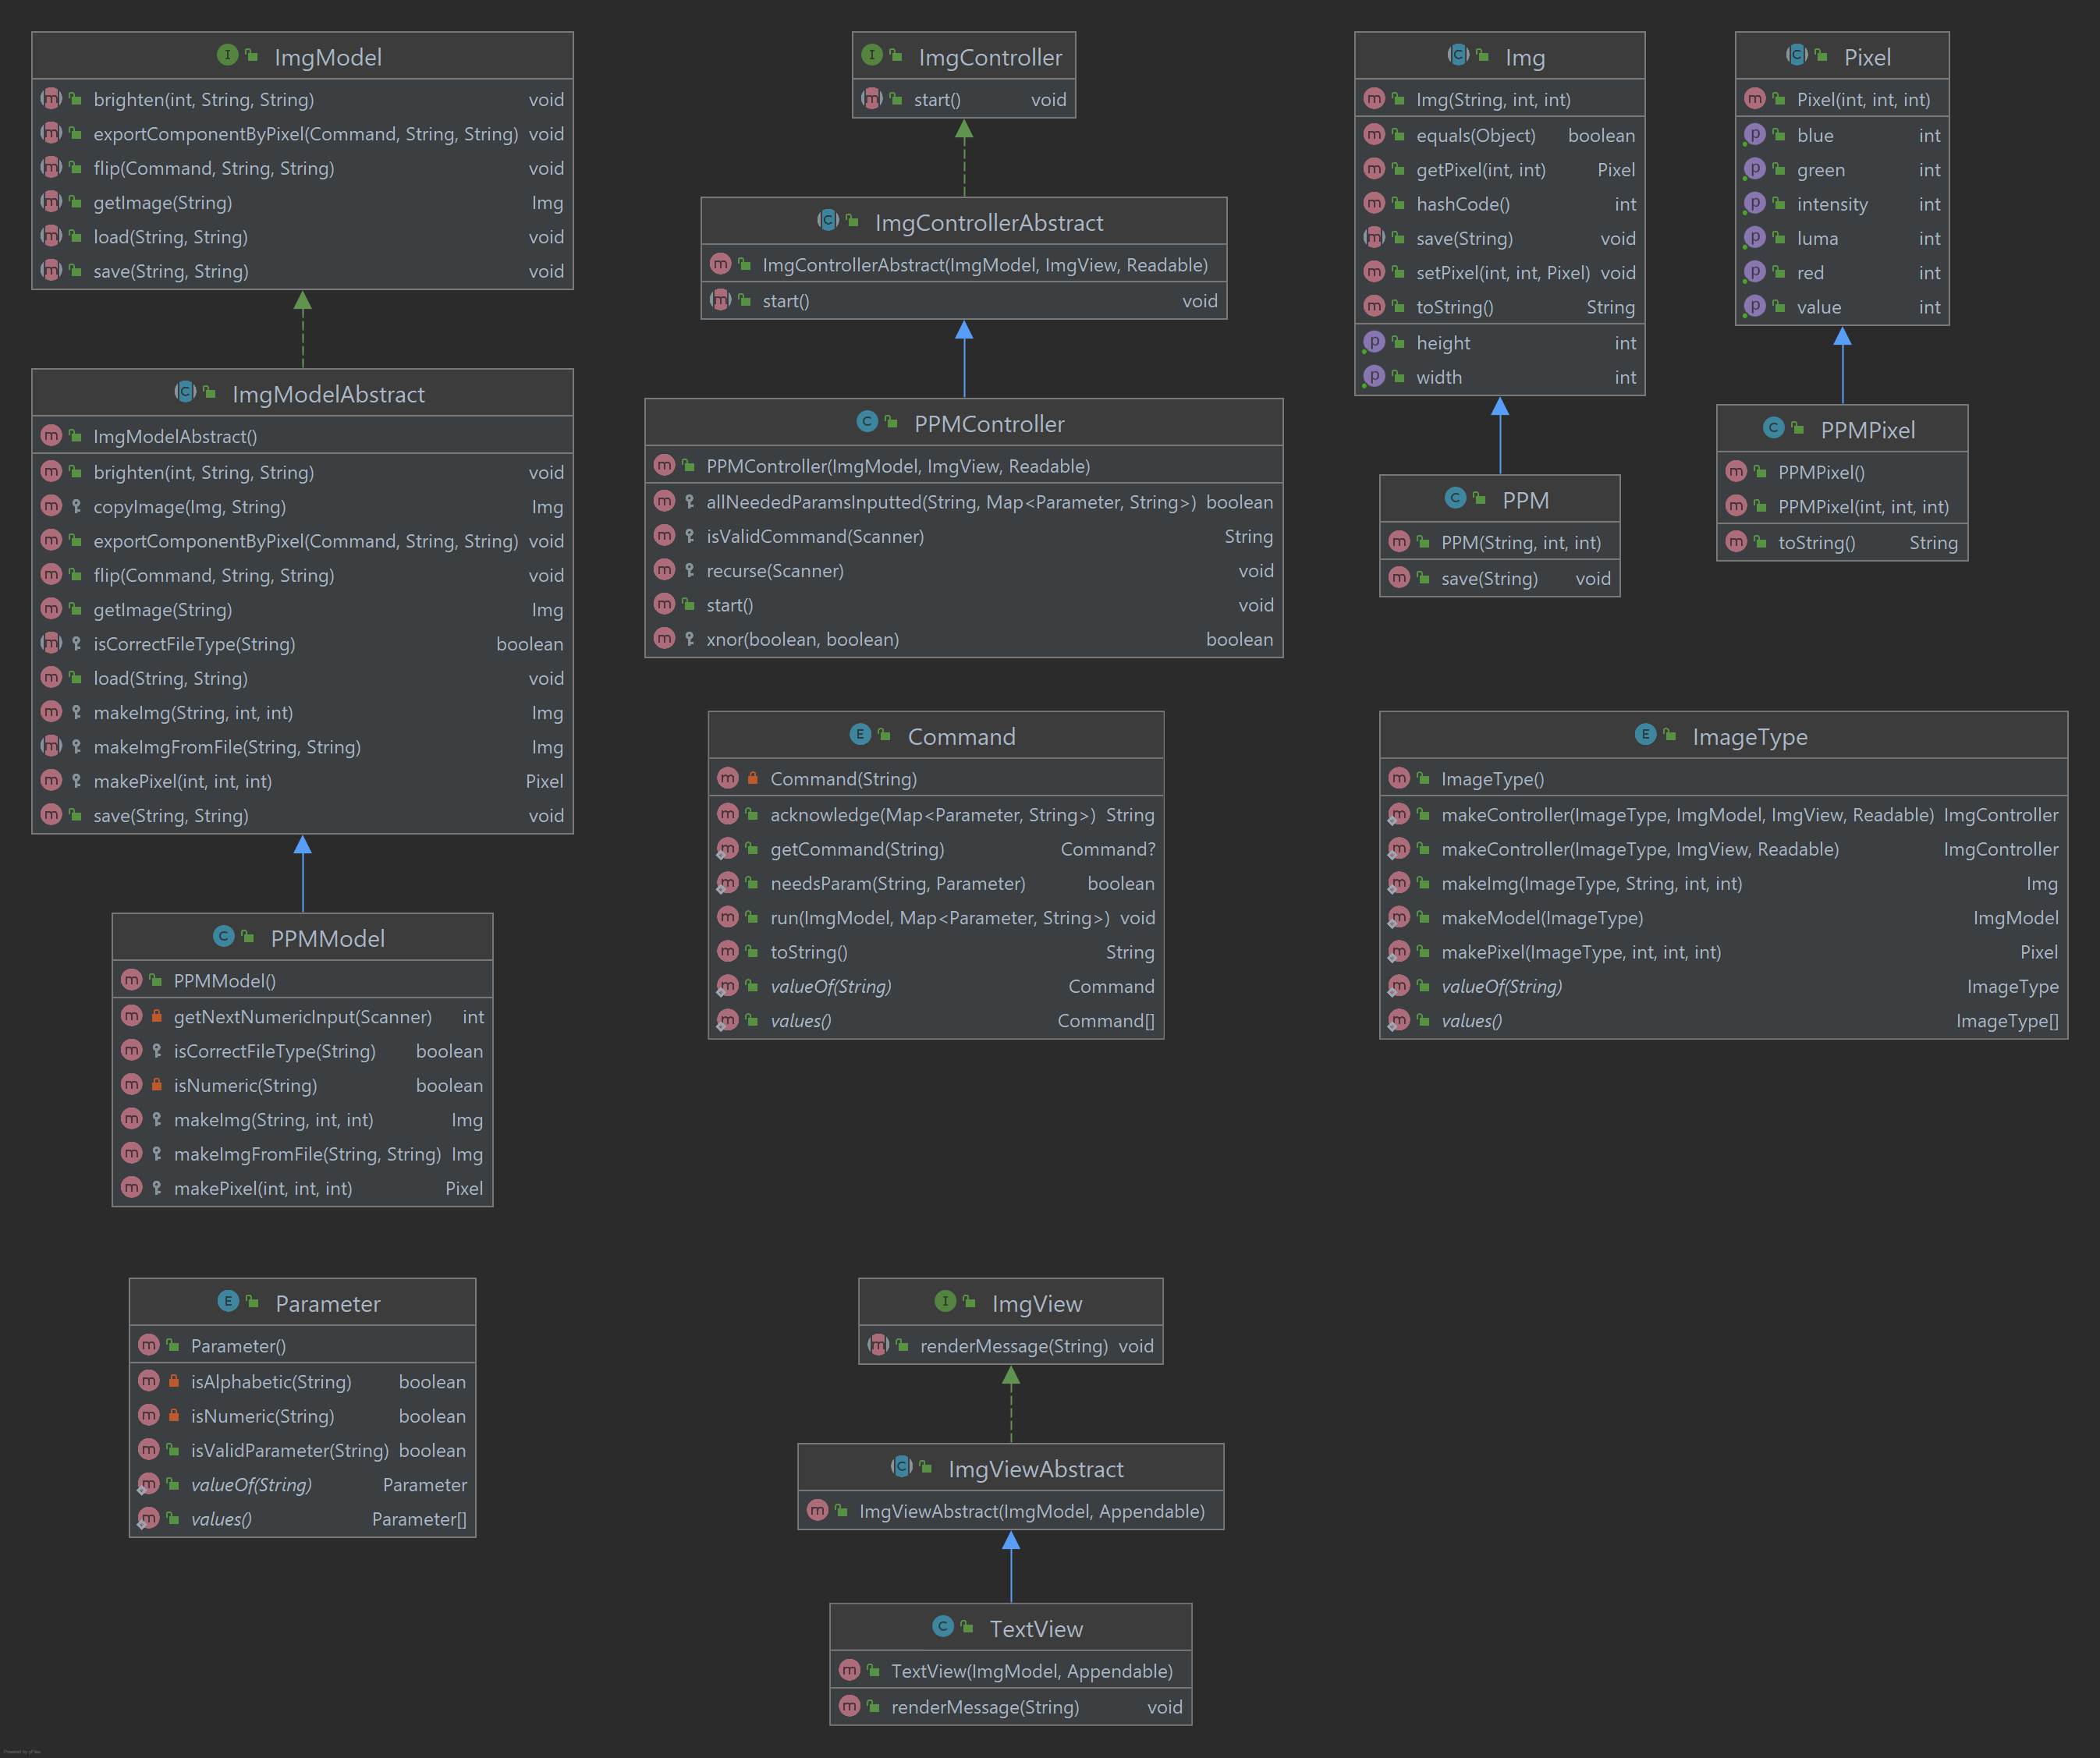 ImgModel
brighten(int, String, String) void
exportComponentByPixel(Command, String, String) void
flip(Command, String, String) void
getImage(String) Img
load(String, String) void
save(String, String) void
ImgModelAbstract
ImgModelAbstract()
brighten(int, String, String) void
copyImage(Img, String) Img
exportComponentByPixel(Command, String, String) void
flip(Command, String, String) void
getImage(String) Img
isCorrectFileType(String) boolean
load(String, String) void
makeImg(String, int, int) Img
makeImgFromFile(String, String) Img
makePixel(int, int, int) Pixel
save(String, String) void
PPMModel
PPMModel()
getNextNumericInput(Scanner) int
isCorrectFileType(String) boolean
isNumeric(String) boolean
makeImg(String, int, int) Img
makeImgFromFile(String, String) Img
makePixel(int, int, int) Pixel
ImgController
start() void
ImgControllerAbstract
ImgControllerAbstract(ImgModel, ImgView, Readable)
start() void
PPMController
PPMController(ImgModel, ImgView, Readable)
allNeededParamsInputted(String, Map<Parameter, String>) boolean
isValidCommand(Scanner) String
recurse(Scanner) void
start() void
xnor(boolean, boolean) boolean
Img
Img(String, int, int)
equals(Object) boolean
getPixel(int, int) Pixel
hashCode() int
save(String) void
setPixel(int, int, Pixel) void
toString() String
height int
width int
PPM
PPM(String, int, int)
save(String) void
Pixel
Pixel(int, int, int)
blue int
green int
intensity int
luma int
red int
value int
PPMPixel
PPMPixel()
PPMPixel(int, int, int)
toString() String
Command
Command(String)
acknowledge(Map<Parameter, String>) String
getCommand(String) Command?
needsParam(String, Parameter) boolean
run(ImgModel, Map<Parameter, String>) void
toString() String
valueOf(String) Command
values() Command[]
ImageType
ImageType()
makeController(ImageType, ImgModel, ImgView, Readable) ImgController
makeController(ImageType, ImgView, Readable) ImgController
makeImg(ImageType, String, int, int) Img
makeModel(ImageType) ImgModel
makePixel(ImageType, int, int, int) Pixel
valueOf(String) ImageType
values() ImageType[]
Parameter
Parameter()
isAlphabetic(String) boolean
isNumeric(String) boolean
isValidParameter(String) boolean
valueOf(String) Parameter
values() Parameter[]
ImgView
renderMessage(String) void
ImgViewAbstract
ImgViewAbstract(ImgModel, Appendable)
TextView
TextView(ImgModel, Appendable)
renderMessage(String) void
Powered by yFiles